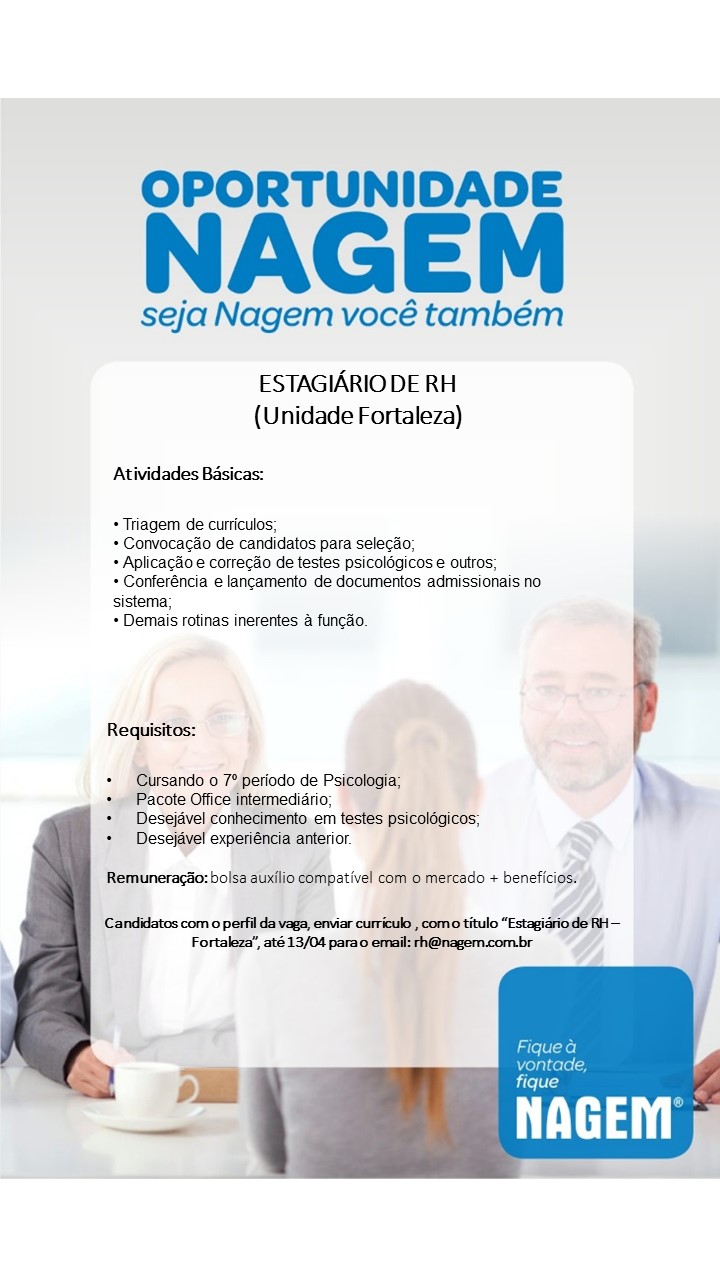 OPORTUNIDADE
NAGEM
seja Nagem você também
ESTAGIÁRIO DE RH
(Unidade Fortaleza)
Atividades Básicas:
• Triagem de currículos;
• Convocação de candidatos para seleção;
• Aplicação e correção de testes psicológicos e outros;
• Conferência e lançamento de documentos admissionais no
sistema;
• Demais rotinas inerentes à função.
Requisitos:
• Cursando o 7º período de Psicologia;
• Pacote Office intermediário;
• Desejável conhecimento em testes psicológicos;
• Desejável experiência anterior.
Remuneração: bolsa auxílio compatível com o mercado + benefícios.
Candidatos com o perfil da vaga, enviar currículo , com o título “Estagiário de RH –
Fortaleza”, até 13/04 para o email: rh@nagem.com.br
Fique à
vontade,
fique
NAGEM®